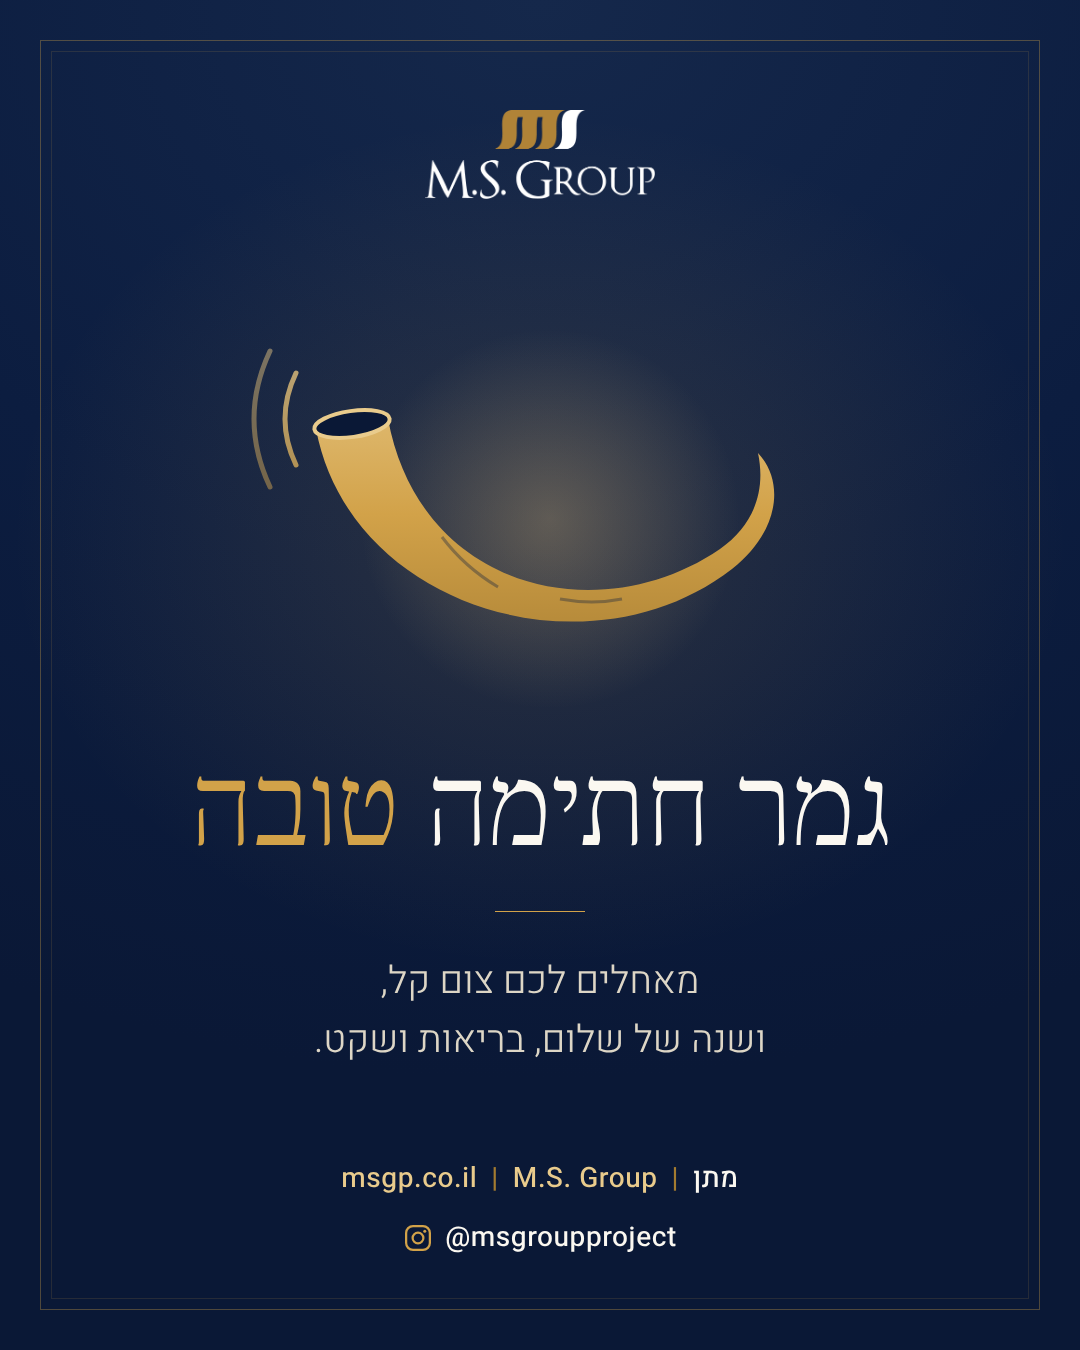 M.S. GROUP
גמר חתימה טובה
מאחלים לכם צום קל,
ושנה של שלום, בריאות ושקט.
מתן | M.S. Group | msgp.co.il
@msgroupproject